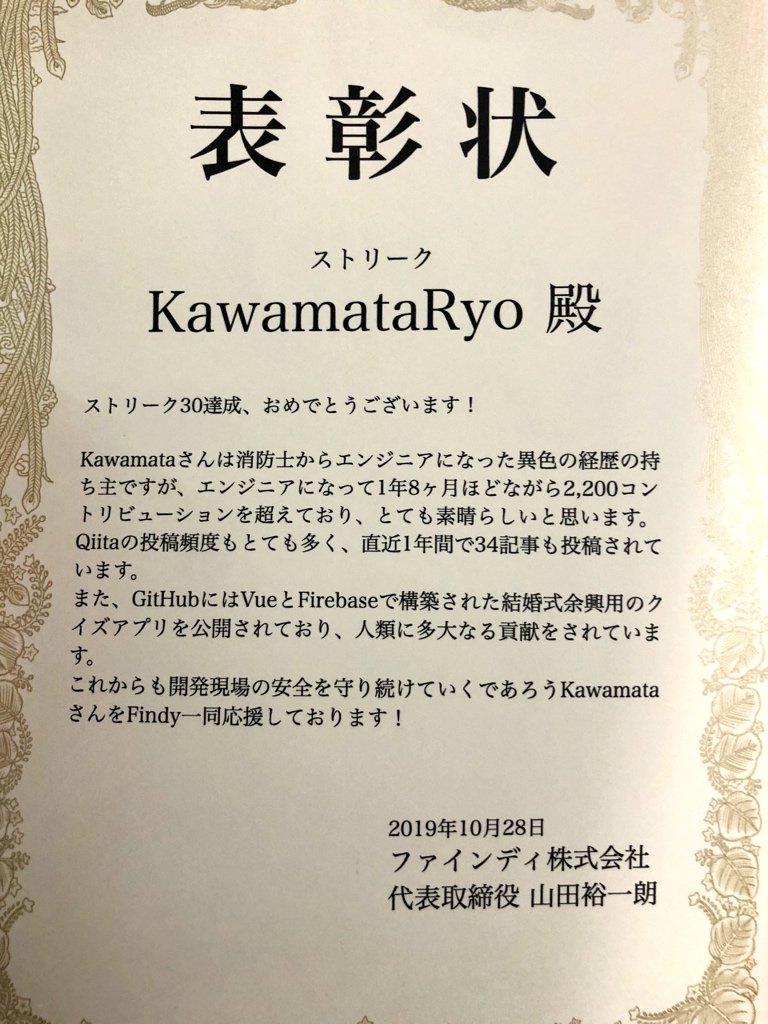 表彰状
ストリーク
KawamataRyo 殿
ストリーク30達成、おめでとうございます！
Kawamataさんは消防士からエンジニアになった異色の経歴の持
ち主ですが、エンジニアになって1年8ヶ月ほどながら2,200コン
トリビューションを超えており、とても素晴らしいと思います。
Qiitaの投稿頻度もとても多く、直近1年間で34記事も投稿されて
います。
また、GitHubにはVueとFirebaseで構築された結婚式余興用のク
イズアプリを公開されており、人類に多大なる貢献をされていま
す。
これからも開発現場の安全を守り続けていくであろうKawamata
さんをFindy一同応援しております！
2019年10月28日
ファインディ株式会社
代表取締役 山田裕一朗